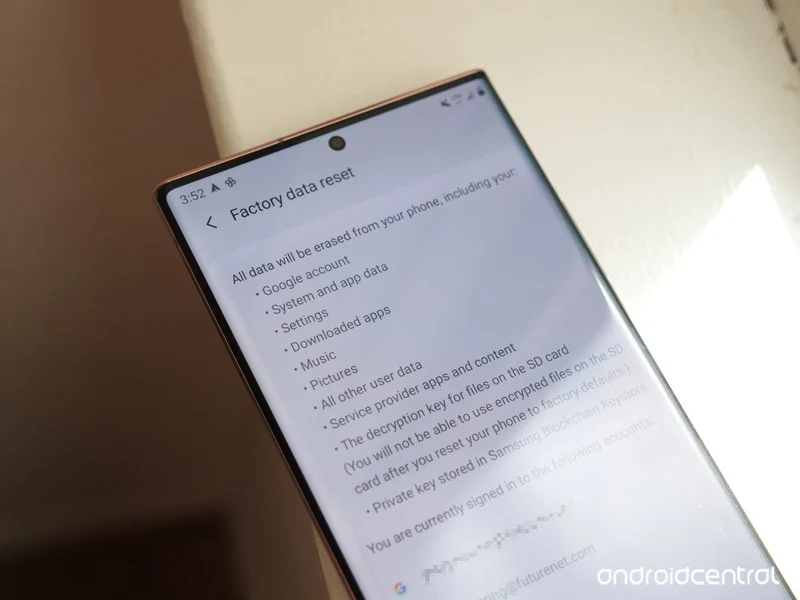 3:52
Factory data reset
All data will be erased from your phone, including your:
• Google account
• System and app data
• Settings
• Downloaded apps
• Music
• Pictures
• All other user data
• Service provider apps and content
• The decryption key for files on the SD card
(You will not be able to use encrypted files on the SD
card after you reset your phone to factory defaults.)
• Private key stored in Samsung Blockchain Keystore
You are currently signed in to the following accounts:
@futurenet.com
androidcentral